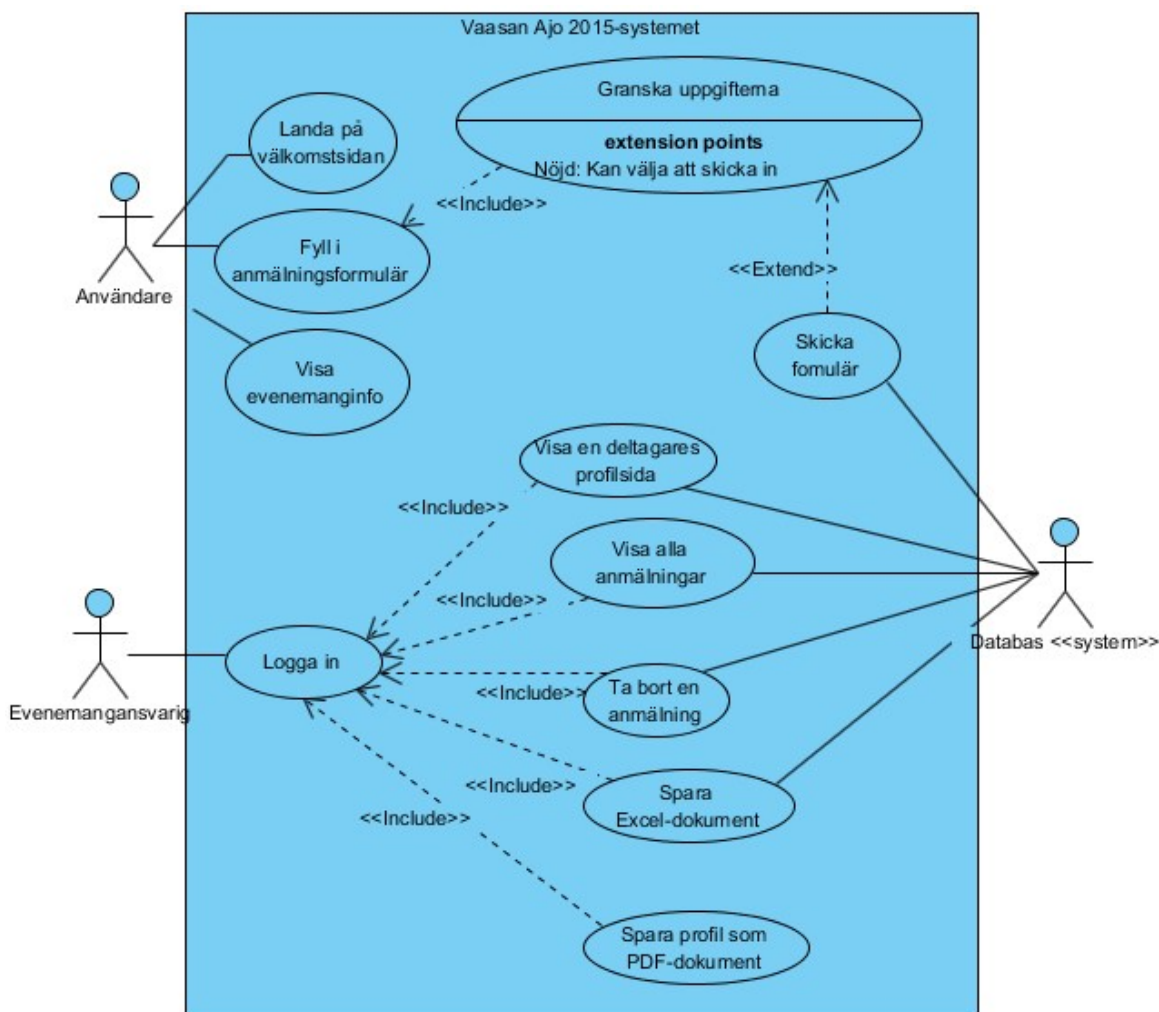 Vaasan Ajo 2015-systemet
Granska uppgifterna
extension points
Nöjd: Kan välja att skicka in
Landa på
välkomstsidan
<<Include>>
Fyll i
anmälningsformulär
Användare
<<Extend>>
Visa
evenemanginfo
Skicka
fomulär
Visa en deltagares
profilsida
<<Include>>
Visa alla
anmälningar
<<Include>>
Databas <<system>>
Logga in
Evenemangansvarig
<<Include>>
Ta bort en
anmälning
<<Include>>
Spara
Excel-dokument
<<Include>>
Spara profil som
PDF-dokument